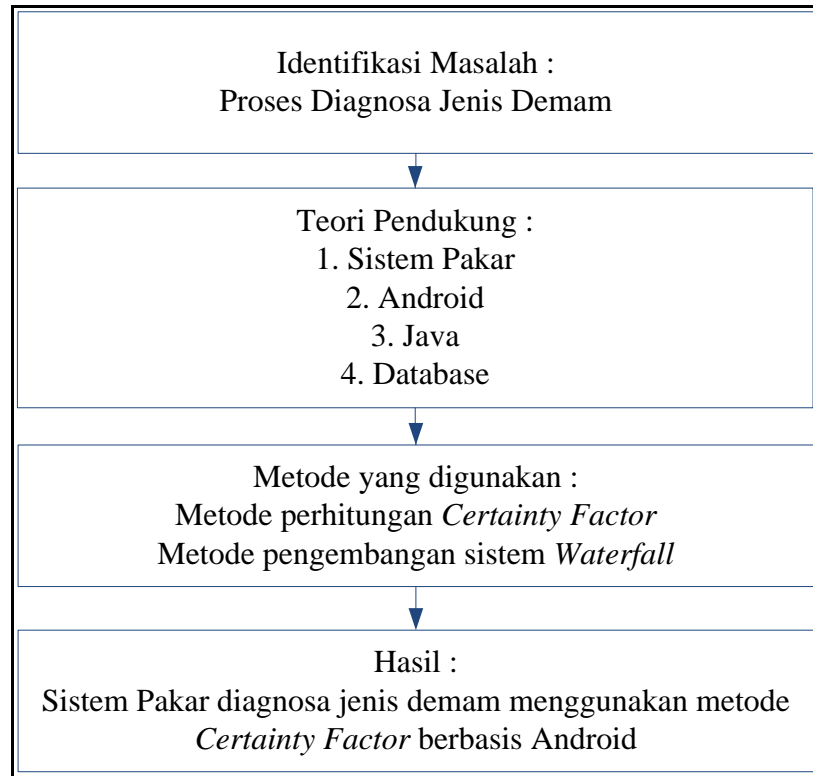 Identifikasi Masalah :
Proses Diagnosa Jenis Demam
Teori Pendukung :
1. Sistem Pakar
2. Android
3. Java
4. Database
Metode yang digunakan :
Metode perhitungan Certainty Factor
Metode pengembangan sistem Waterfall
Hasil :
Sistem Pakar diagnosa jenis demam menggunakan metode
Certainty Factor berbasis Android